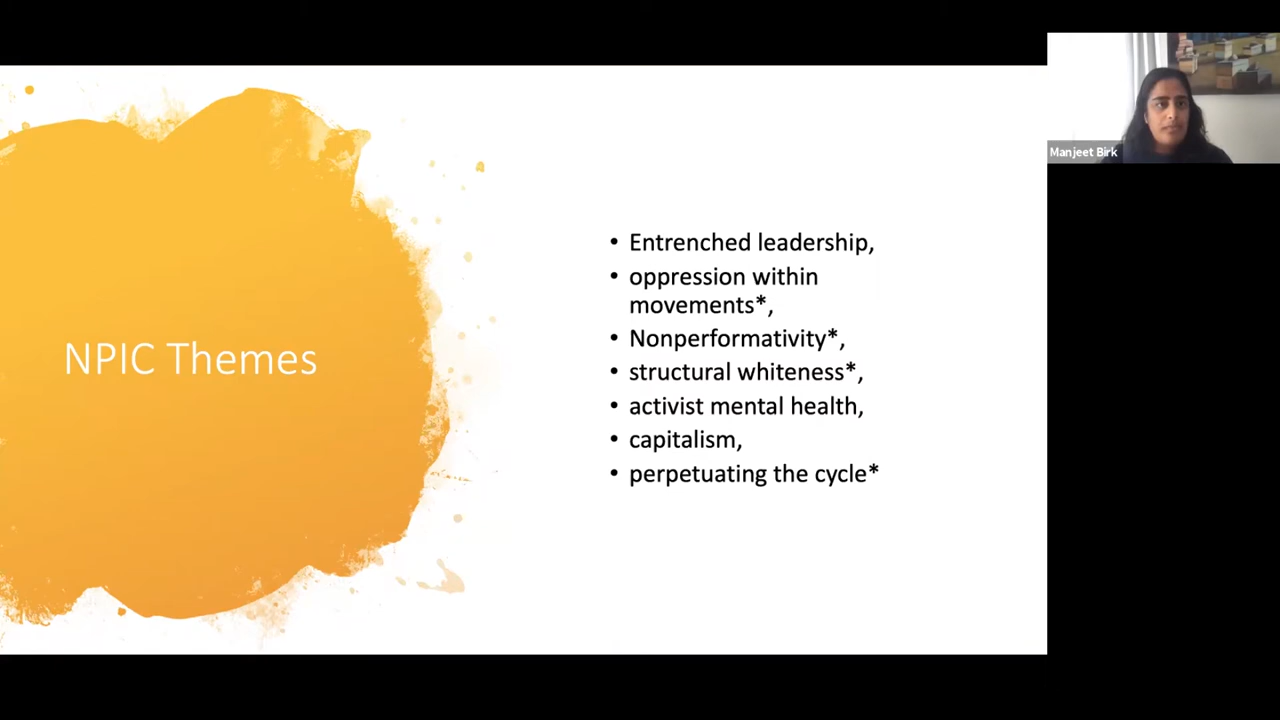 Manjeet Birk
NPIC Themes
• Entrenched leadership,
• oppression within
movements*,
• Nonperformativity*,
• structural whiteness*,
• activist mental health,
• capitalism,
• perpetuating the cycle*